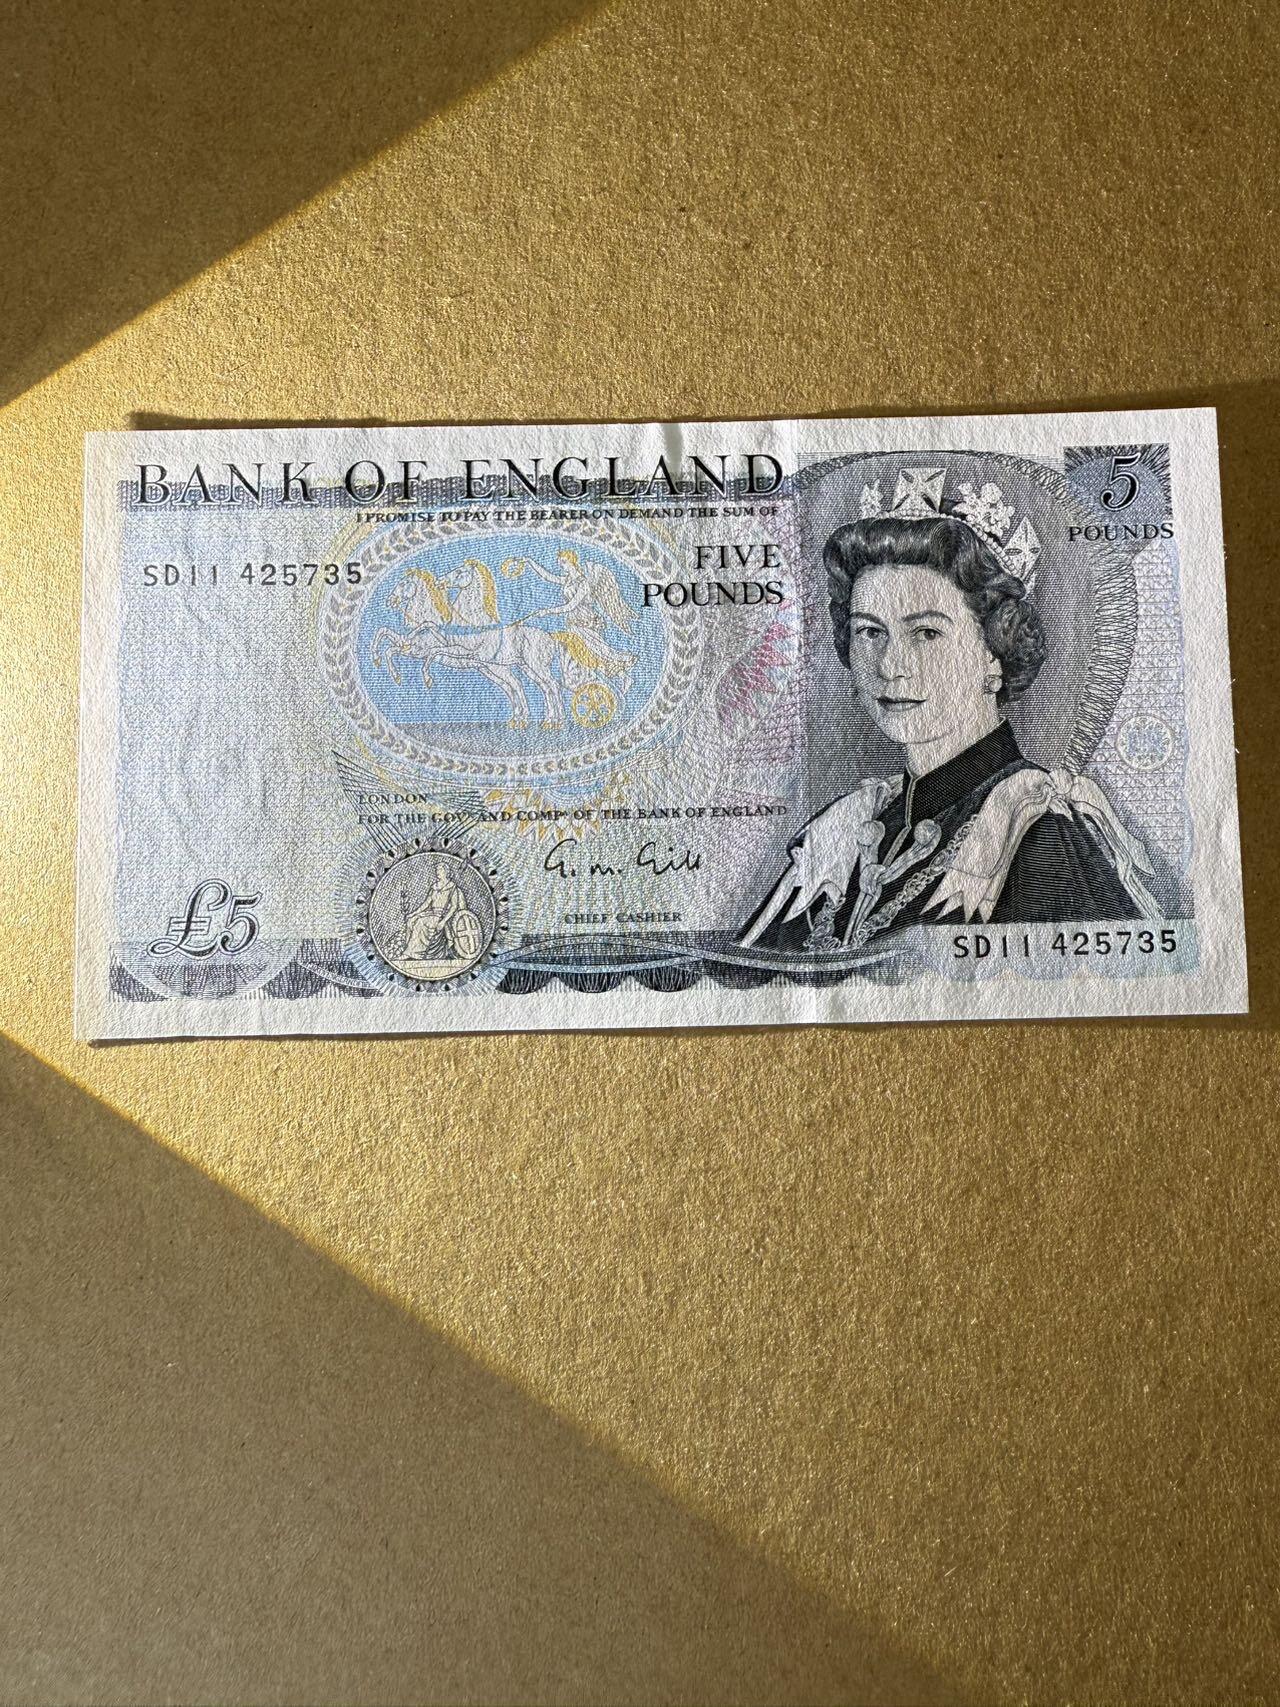 BANK OF ENGLAND
I PROMISE TO PAY THE BEARER ON DEMAND THE SUM OF
5
POUNDS
FIVE
POUNDS
SD11 425735
LONDON
FOR THE GOVR AND COMPA OF THE BANK OF ENGLAND
G. M. Gill
CHIEF CASHIER
£5
SD11 425735